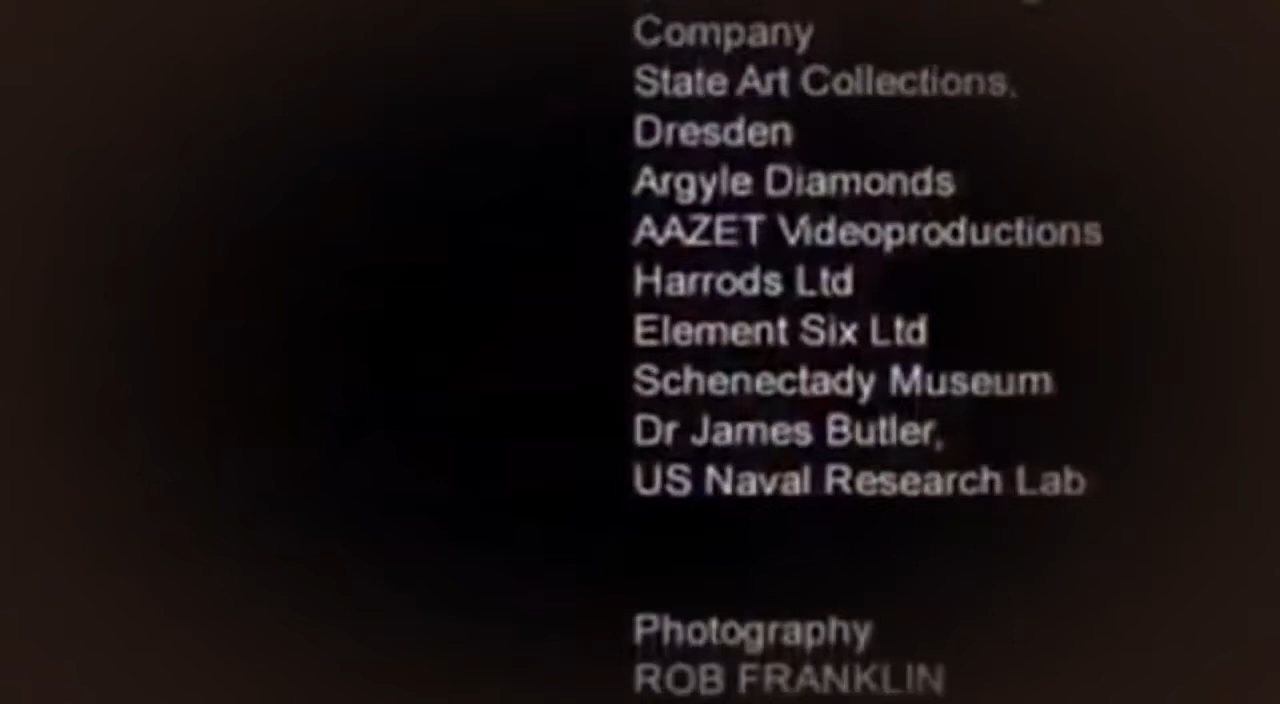 Company
State Art Collections,
Dresden
Argyle Diamonds
AAZET Videoproductions
Harrods Ltd
Element Six Ltd
Schenectady Museum
Dr James Butler,
US Naval Research Lab
Photography
ROB FRANKLIN